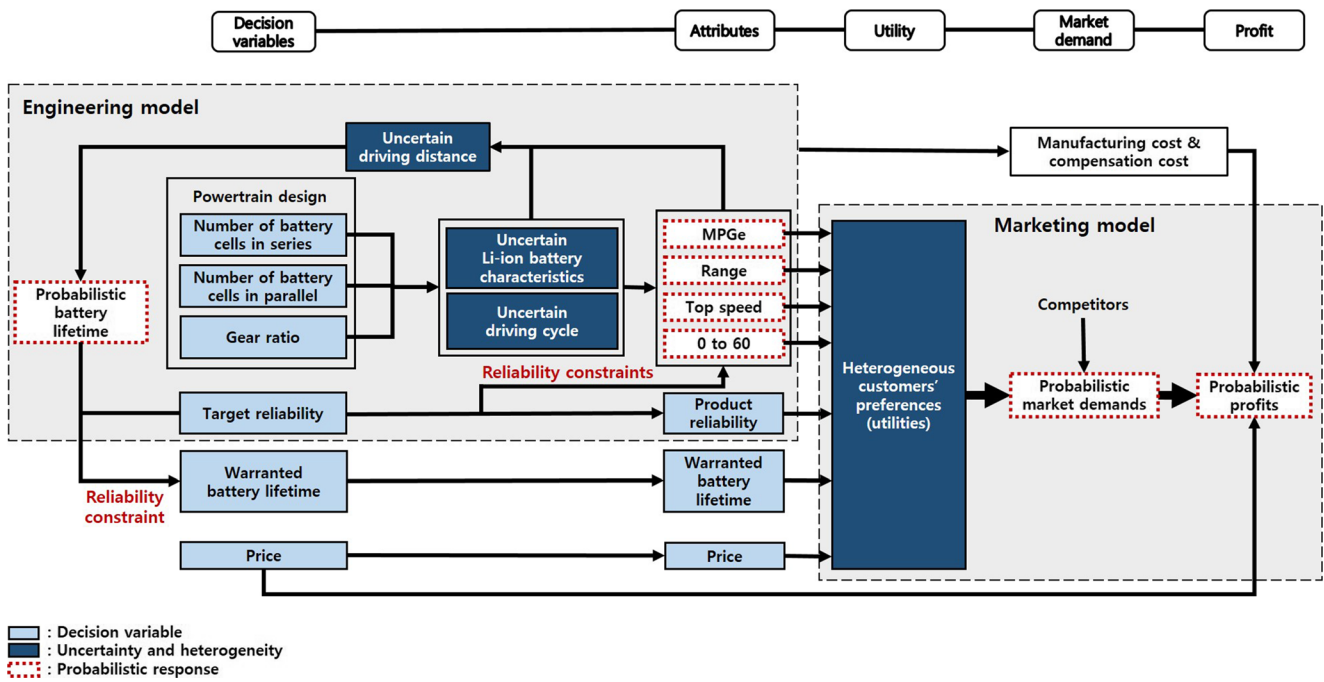 Decision
variables
Attributes
Utility
Market
demand
Profit
Engineering model
Uncertain
driving distance
Manufacturing cost &
compensation cost
Powertrain design
Number of battery
cells in series
Number of battery
cells in parallel
Gear ratio
Uncertain
Li-ion battery
characteristics
Uncertain
driving cycle
MPGe
Range
Top speed
0 to 60
Marketing model
Probabilistic
battery
lifetime
Competitors
Reliability constraints
Heterogeneous
customers'
preferences
(utilities)
Probabilistic
market demands
Probabilistic
profits
Target reliability
Product
reliability
Warranted
battery lifetime
Warranted
battery
lifetime
Reliability
constraint
Price
Price
: Decision variable
: Uncertainty and heterogeneity
: Probabilistic response